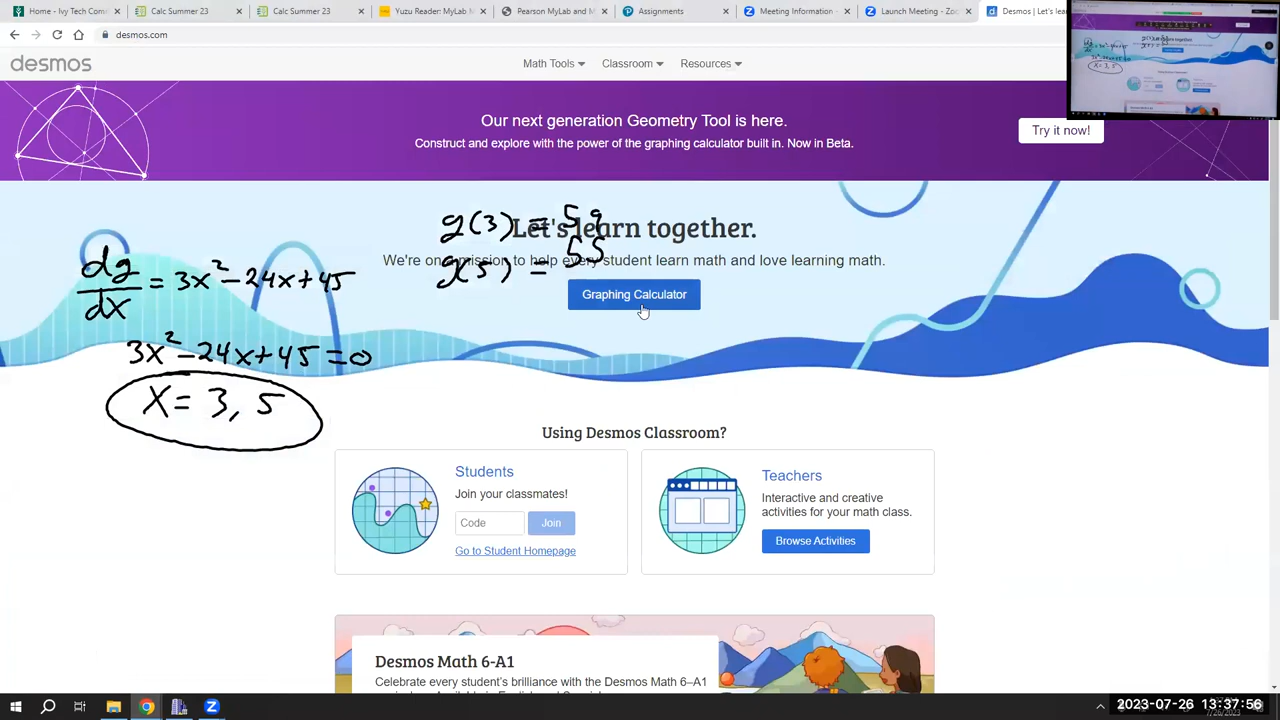 Home - Ivy Tech Com
Calc Summer 23
Calc Summer 23
Yuzu Reader: MyLab M
Assignments
Meeting Information
Launch Meeting - Zoo
Desmos | Let's lear
desmos.com
desmos
Math Tools
Classroom
Resources
Our next generation Geometry Tool is here.
Construct and explore with the power of the graphing calculator built in. Now in Beta.
Try it now!
g(3) = 59
g(5) = 55
Let's learn together.
We're on a mission to help every student learn math and love learning math.
Graphing Calculator
dg/dx = 3x² - 24x + 45
3x² - 24x + 45 = 0
x = 3, 5
Using Desmos Classroom?
Students
Join your classmates!
Code
Join
Go to Student Homepage
Teachers
Interactive and creative
activities for your math class.
Browse Activities
Desmos Math 6-A1
Celebrate every student's brilliance with the Desmos Math 6–A1
2023-07-26 13:37:56